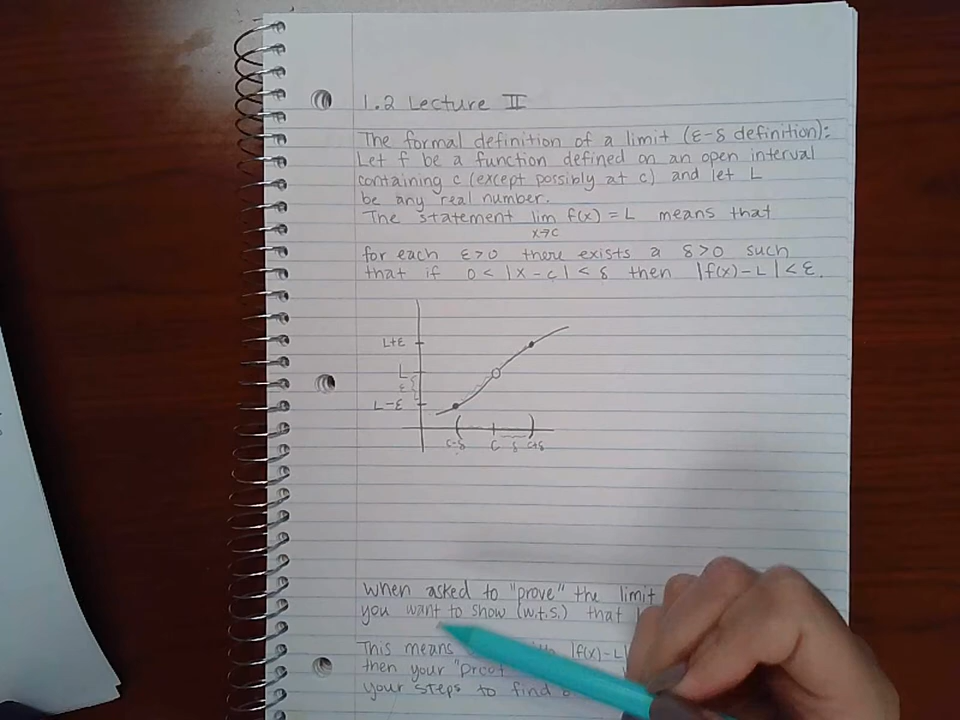 1.2 Lecture II
The formal definition of a limit (ε-δ definition):
Let f be a function defined on an open interval
containing c (except possibly at c) and let L
be any real number.
The statement lim f(x) = L means that
x→c
for each ε>0 there exists a δ>0 such
that if 0 < |x-c| < δ then |f(x)-L| < ε.
L+ε
L
ε
L-ε
c-δ c δ c+δ
When asked to "prove" the limit
you want to show (w.t.s.) that
This means |f(x)-L|
then your "proof
your steps to find